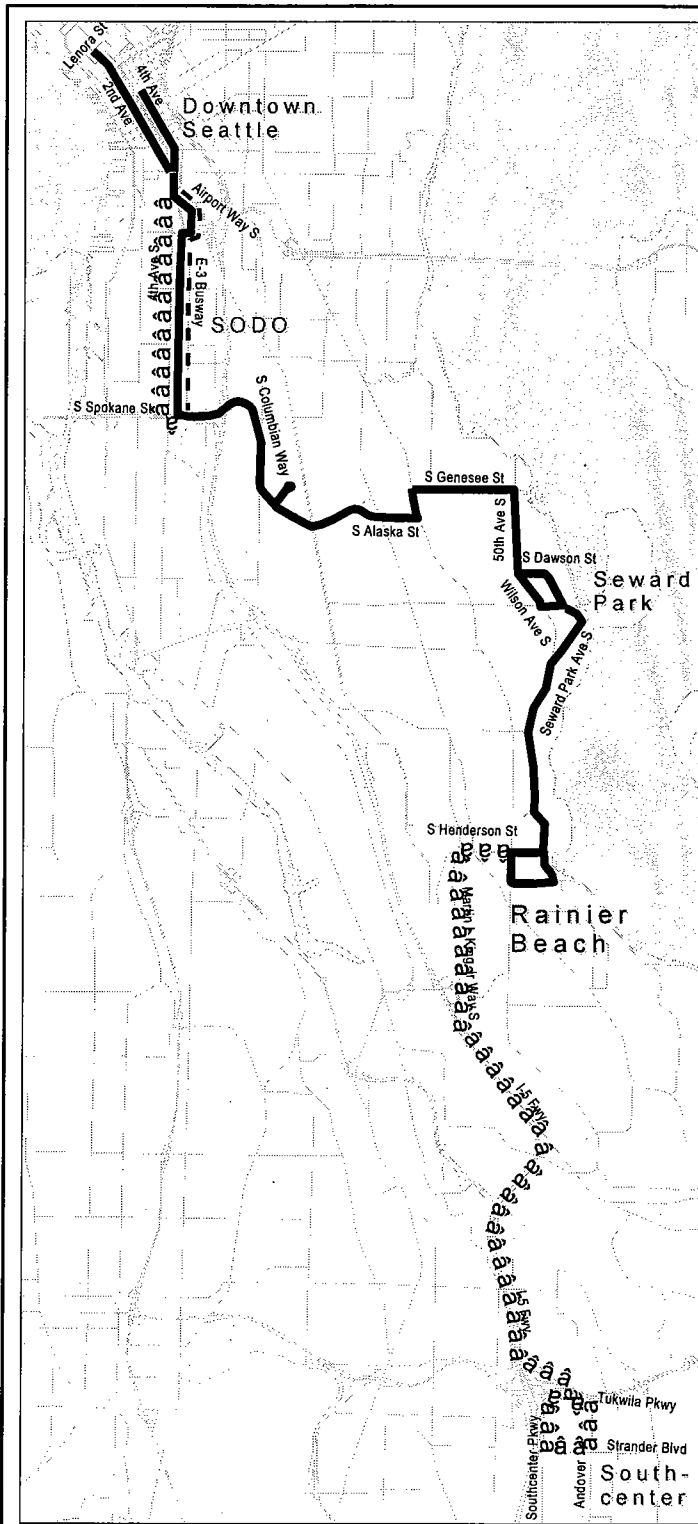 Lenora St
4th Ave
2nd Ave
Downtown
Seattle
Airport Way S
4th Ave S
E-3 Busway
SODO
S Spokane St
S Columbian Way
S Genesee St
S Alaska St
50th Ave S
S Dawson St
Seward
Park
Wilson Ave S
Seward Park Ave S
S Henderson St
Rainier
Beach
Martin L King Jr Way S
I-5 Fwy
I-5 Fwy
Tukwila Pkwy
Southcenter Pkwy
Strander Blvd
Andover
South-
center